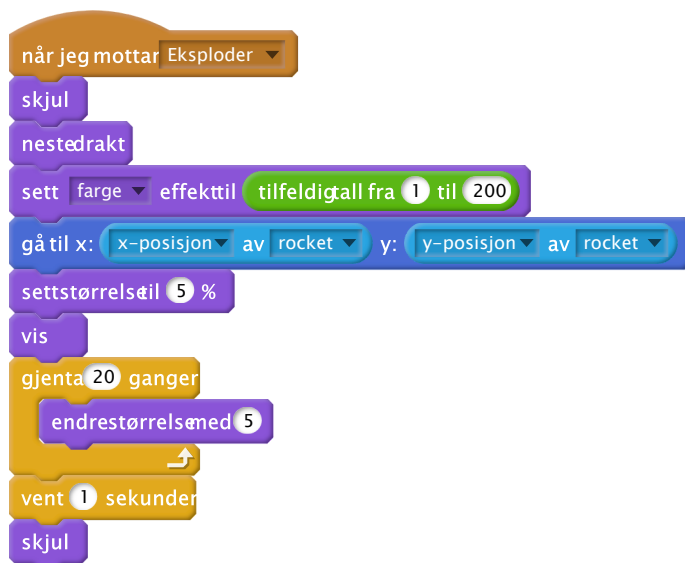 når jeg mottar Eksploder
skjul
neste drakt
sett farge effekt til tilfeldig tall fra 1 til 200
gå til x: x-posisjon av rocket y: y-posisjon av rocket
sett størrelse til 5 %
vis
gjenta 20 ganger
endre størrelse med 5
vent 1 sekunder
skjul